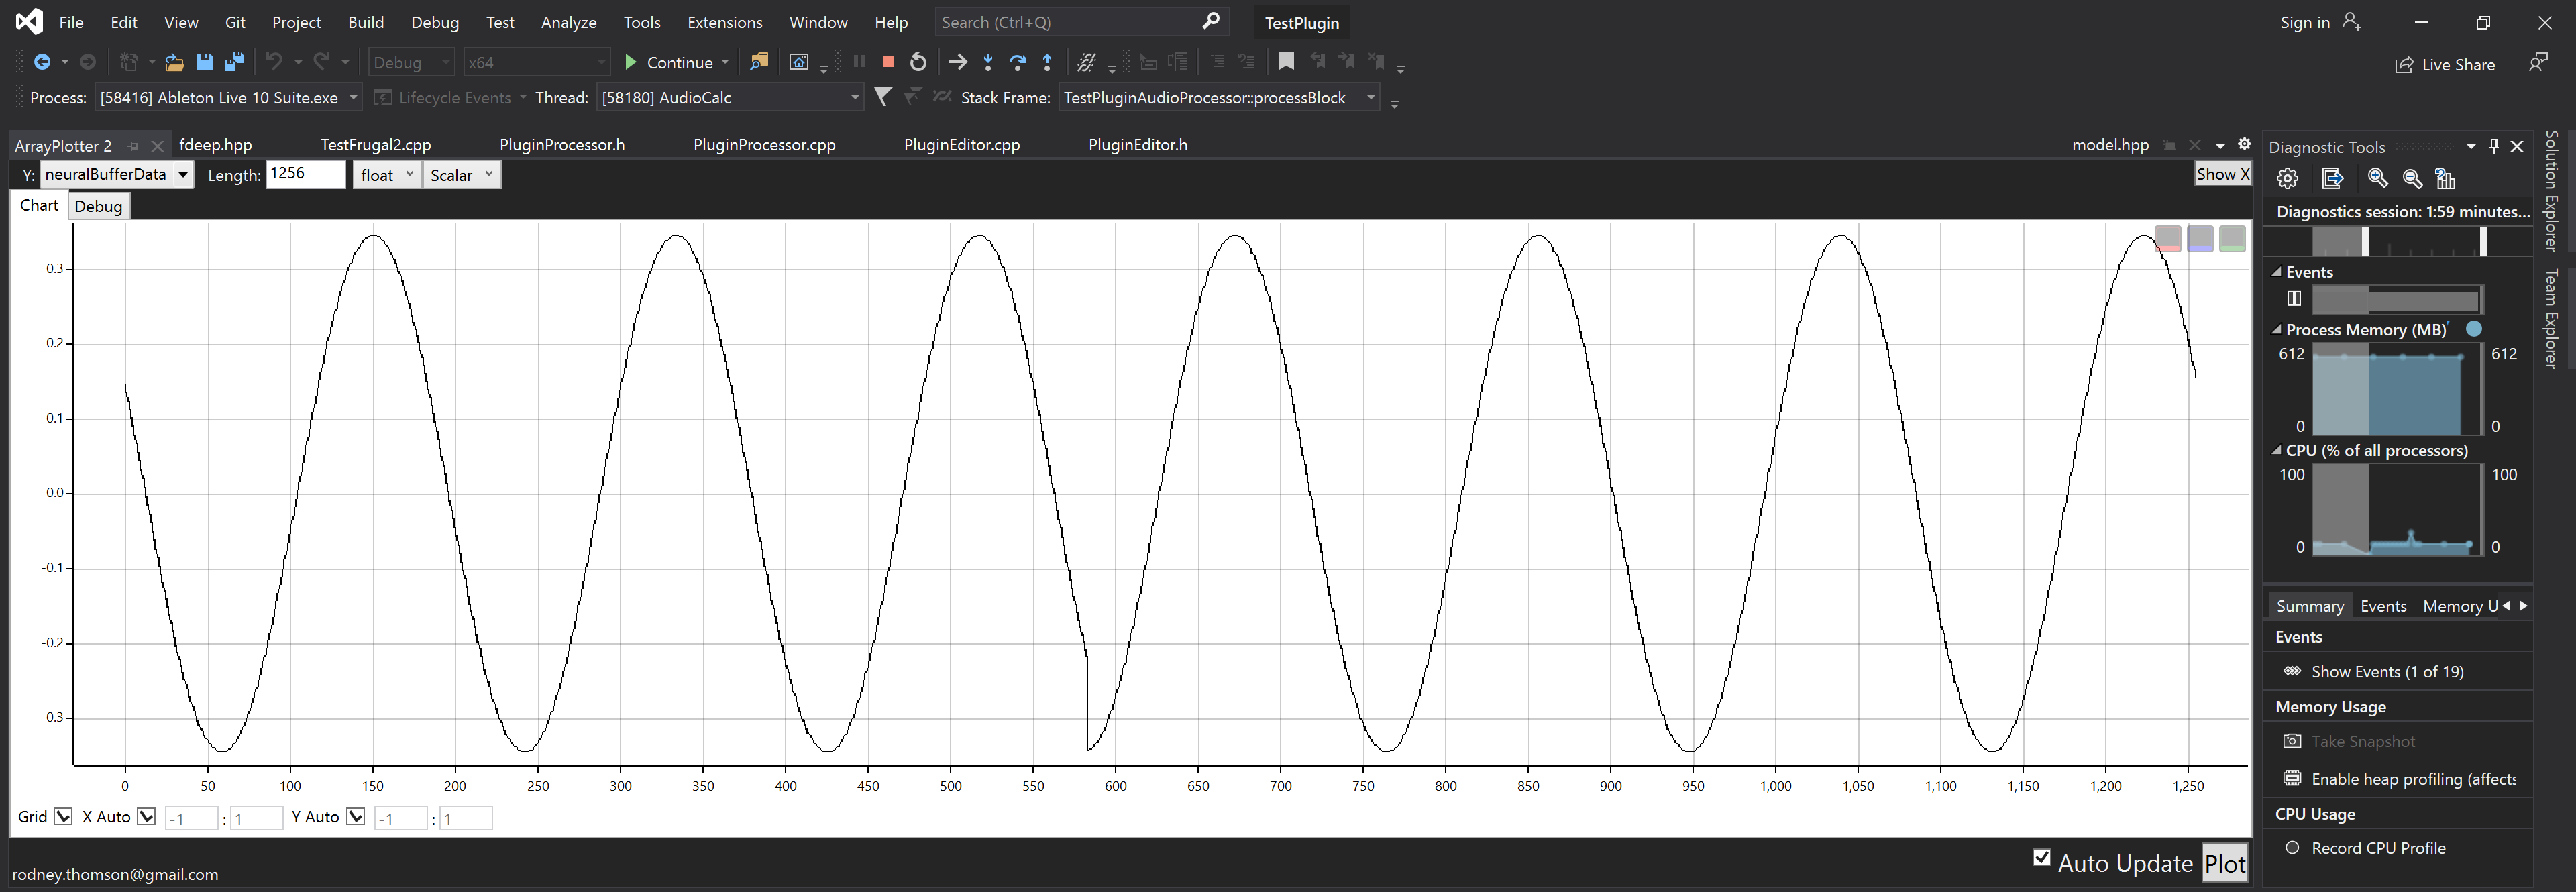 File Edit View Git Project Build Debug Test Analyze Tools Extensions Window Help Search (Ctrl+Q) TestPlugin Sign in
Debug x64 Continue Live Share
Process: [58416] Ableton Live 10 Suite.exe Lifecycle Events Thread: [58180] AudioCalc Stack Frame: TestPluginAudioProcessor::processBlock
ArrayPlotter 2 fdeep.hpp TestFrugal2.cpp PluginProcessor.h PluginProcessor.cpp PluginEditor.cpp PluginEditor.h model.hpp
Y: neuralBufferData Length: 1256 float Scalar Show X
Chart Debug
0.3
0.2
0.1
0.0
-0.1
-0.2
-0.3
0 50 100 150 200 250 300 350 400 450 500 550 600 650 700 750 800 850 900 950 1,000 1,050 1,100 1,150 1,200 1,250
Grid X Auto -1 : 1 Y Auto -1 : 1
Auto Update Plot
rodney.thomson@gmail.com
Diagnostic Tools
Diagnostics session: 1:59 minutes...
Events
Process Memory (MB)
612 612
0 0
CPU (% of all processors)
100 100
0 0
Summary Events Memory U
Events
Show Events (1 of 19)
Memory Usage
Take Snapshot
Enable heap profiling (affects
CPU Usage
Record CPU Profile
Solution Explorer
Team Explorer